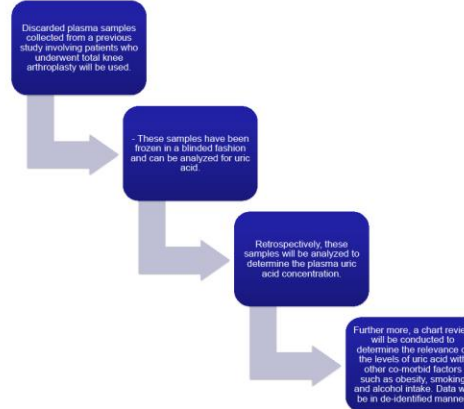 Discarded plasma samples
collected from a previous
study involving patients who
underwent total knee
arthroplasty will be used.
- These samples have been
frozen in a blinded fashion
and can be analyzed for uric
acid.
Retrospectively, these
samples will be analyzed to
determine the plasma uric
acid concentration.
Further more, a chart review
will be conducted to
determine the relevance o
the levels of uric acid with
other co-morbid factors
such as obesity, smoking
and alcohol intake. Data w
be in de-identified manne